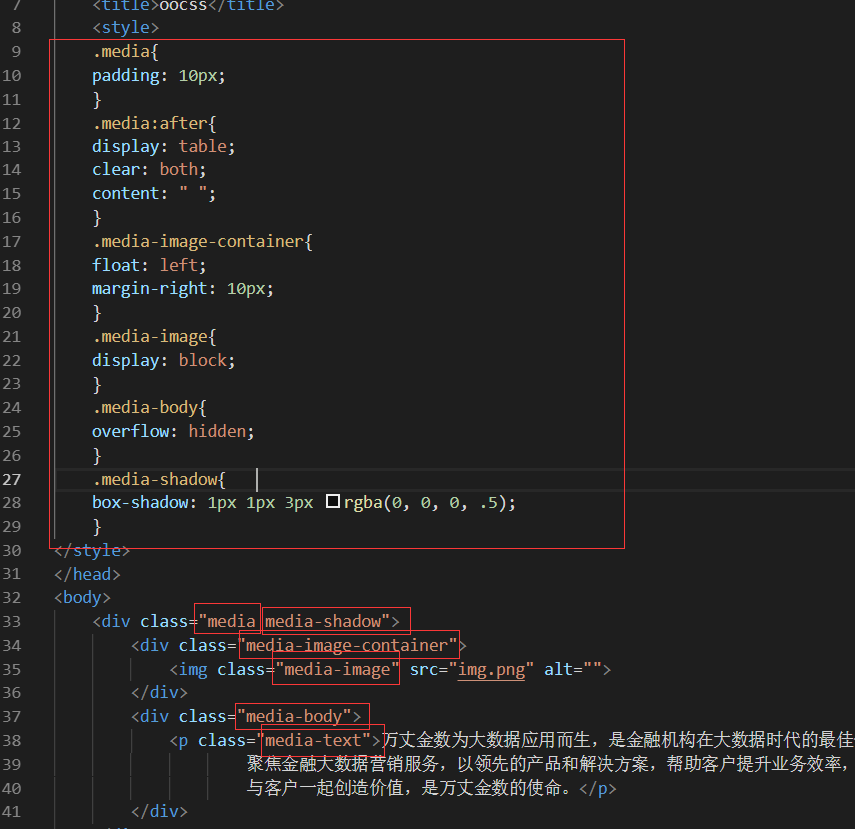 7 <title>oocss</title>
8 <style>
9 .media{
10 padding: 10px;
11 }
12 .media:after{
13 display: table;
14 clear: both;
15 content: " ";
16 }
17 .media-image-container{
18 float: left;
19 margin-right: 10px;
20 }
21 .media-image{
22 display: block;
23 }
24 .media-body{
25 overflow: hidden;
26 }
27 .media-shadow{
28 box-shadow: 1px 1px 3px rgba(0, 0, 0, .5);
29 }
30 </style>
31 </head>
32 <body>
33 <div class="media media-shadow">
34 <div class="media-image-container">
35 <img class="media-image" src="img.png" alt="">
36 </div>
37 <div class="media-body">
38 <p class="media-text">万丈金数为大数据应用而生，是金融机构在大数据时代的最佳
39 聚焦金融大数据营销服务，以领先的产品和解决方案，帮助客户提升业务效率，
40 与客户一起创造价值，是万丈金数的使命。</p>
41 </div>